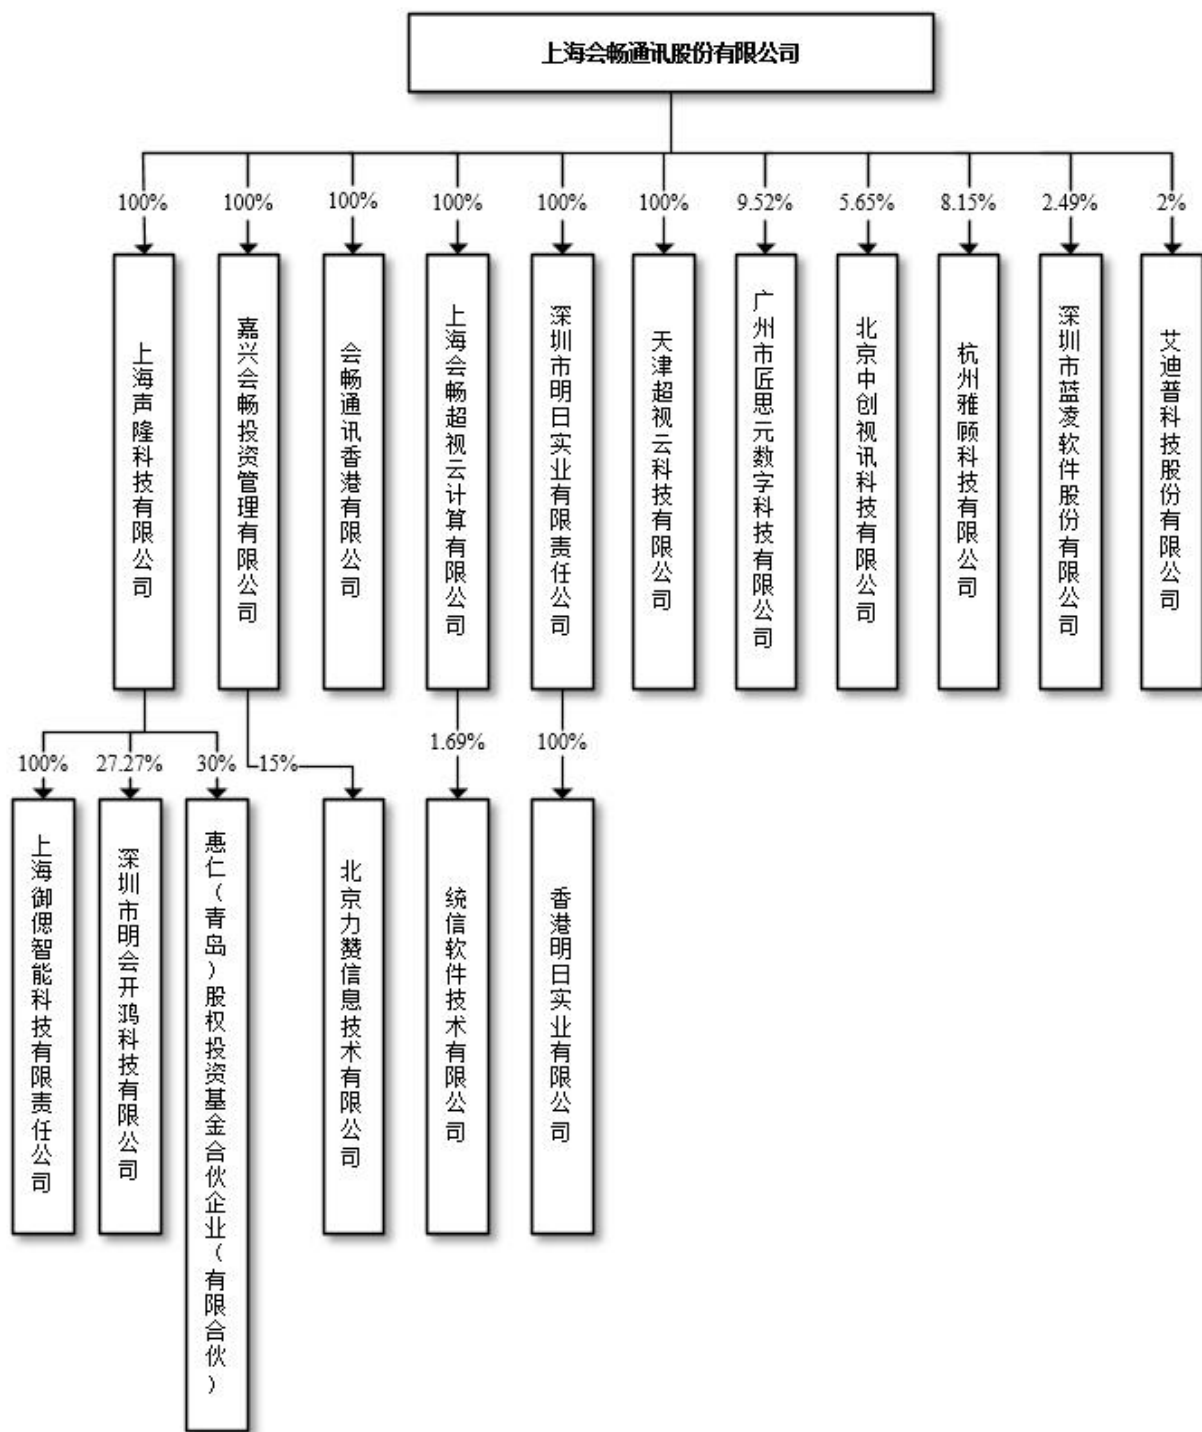 上海会畅通讯股份有限公司
100%
100%
100%
100%
100%
100%
9.52%
5.65%
8.15%
2.49%
2%
上海声隆科技有限公司
嘉兴会畅投资管理有限公司
会畅通讯香港有限公司
上海会畅超视云计算有限公司
深圳市明日实业有限责任公司
天津超视云科技有限公司
广州市匠思元数字科技有限公司
北京中创视讯科技有限公司
杭州雅顾科技有限公司
深圳市蓝凌软件股份有限公司
艾迪普科技股份有限公司
100%
27.27%
30%
15%
1.69%
100%
上海御偲智能科技有限责任公司
深圳市明会开鸿科技有限公司
惠仁（青岛）股权投资基金合伙企业（有限合伙）
北京力赞信息技术有限公司
统信软件技术有限公司
香港明日实业有限公司